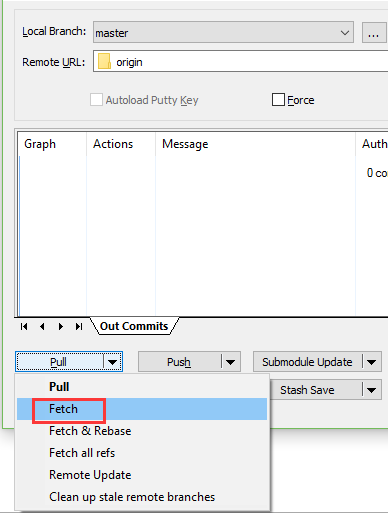 Local Branch: master ...
Remote URL: origin
Autoload Putty Key Force
Graph Actions Message Auth
0 co
Out Commits
Pull Push Submodule Update
Pull
Fetch Stash Save
Fetch & Rebase
Fetch all refs
Remote Update
Clean up stale remote branches